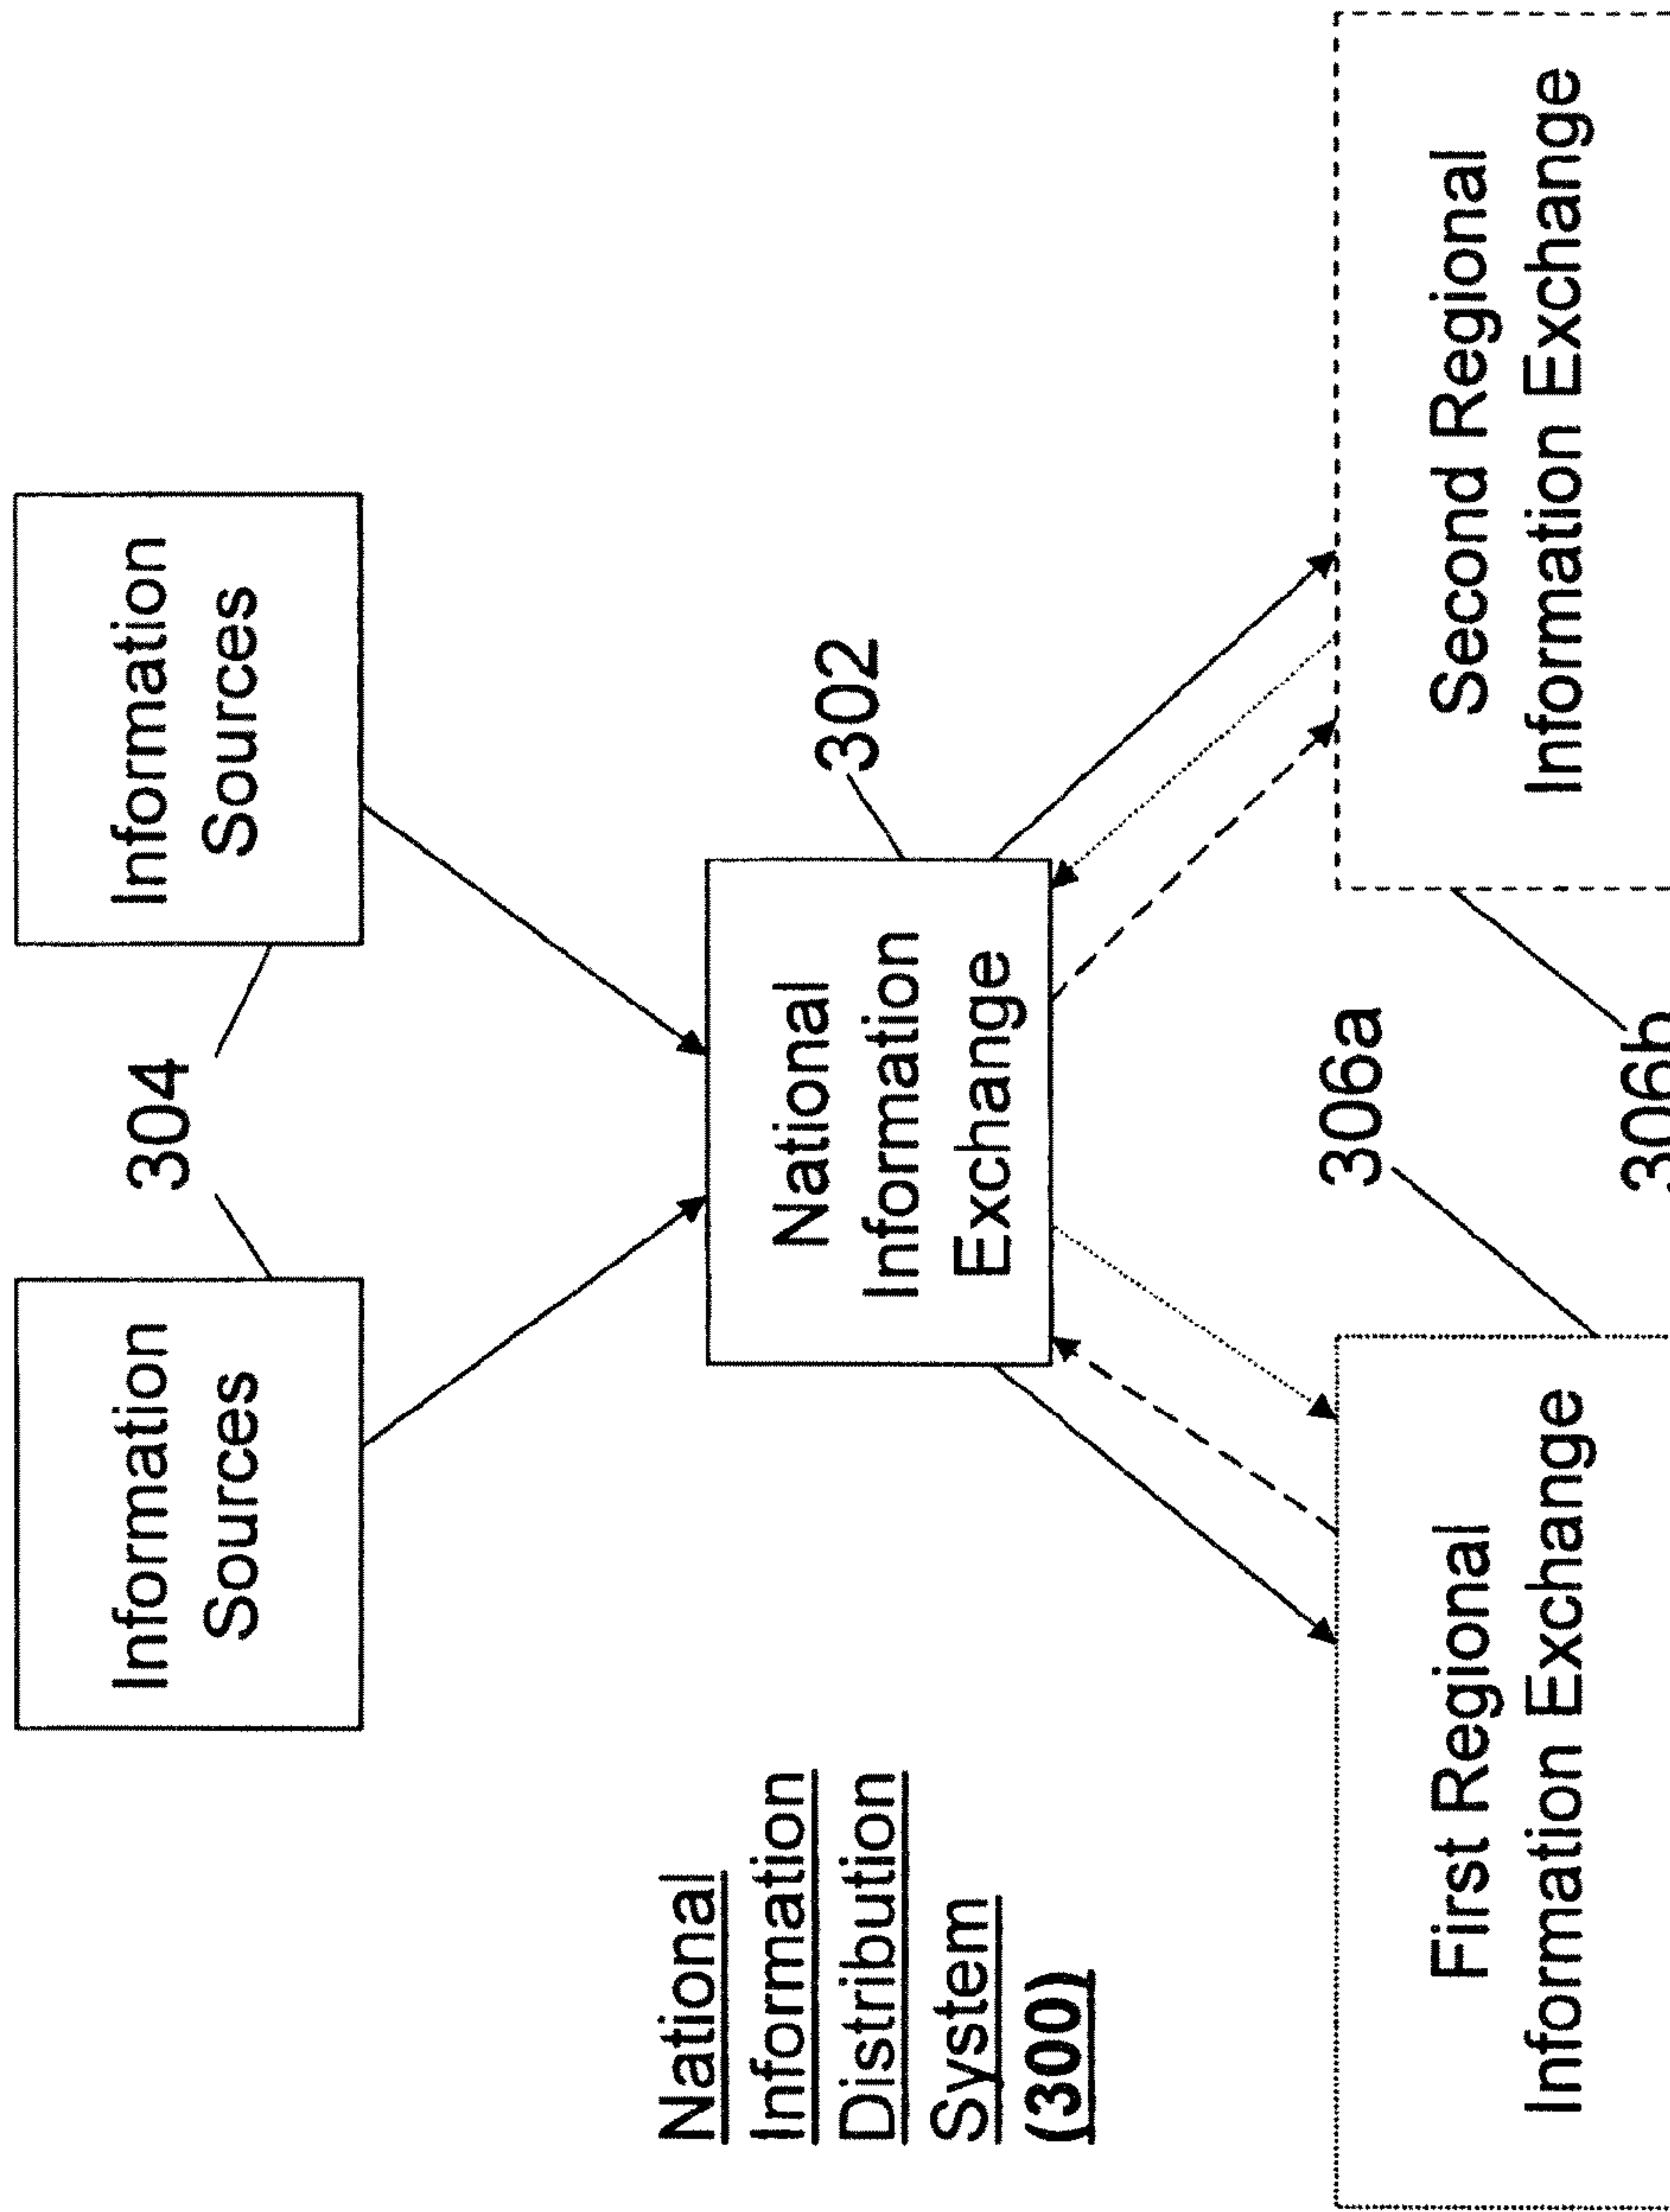 Information
Sources
304
Information
Sources
National
Information
Distribution
System
(300)
National
Information
Exchange
302
First Regional
Information Exchange
306a
306b
Second Regional
Information Exchange